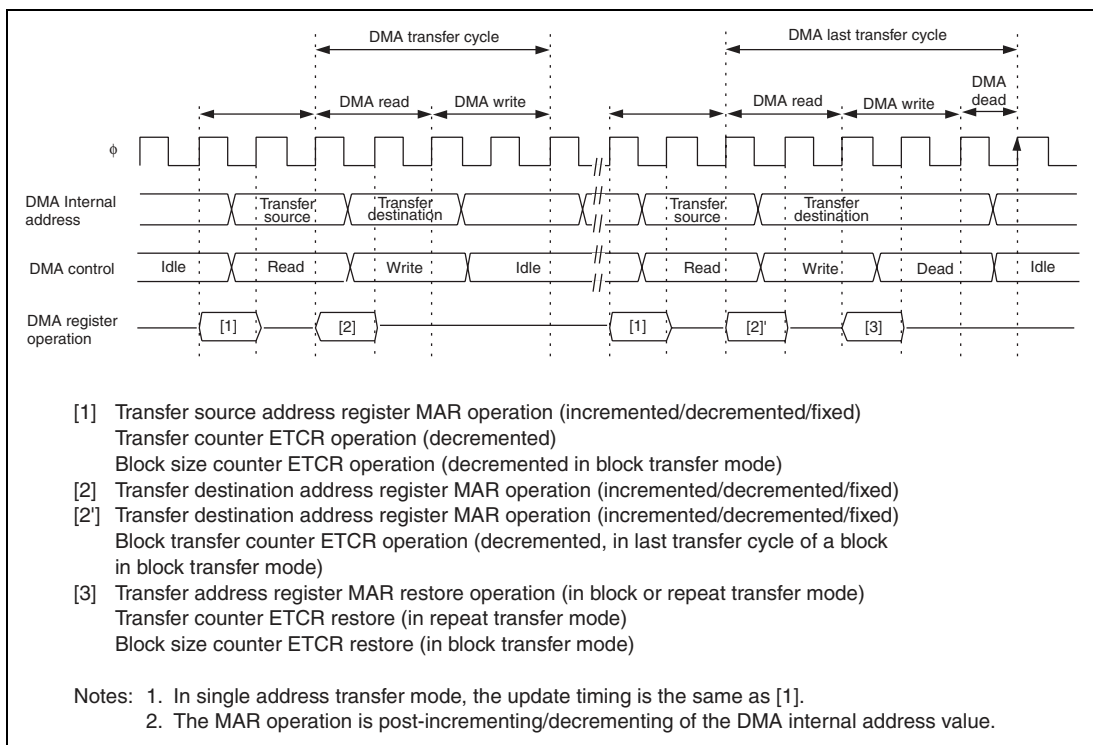 DMA transfer cycle DMA last transfer cycle
DMA read DMA write DMA read DMA write DMA dead
ϕ
DMA Internal address Transfer source Transfer destination Transfer source Transfer destination
DMA control Idle Read Write Idle Read Write Dead Idle
DMA register operation [1] [2] [1] [2]' [3]
[1] Transfer source address register MAR operation (incremented/decremented/fixed)
Transfer counter ETCR operation (decremented)
Block size counter ETCR operation (decremented in block transfer mode)
[2] Transfer destination address register MAR operation (incremented/decremented/fixed)
[2'] Transfer destination address register MAR operation (incremented/decremented/fixed)
Block transfer counter ETCR operation (decremented, in last transfer cycle of a block
in block transfer mode)
[3] Transfer address register MAR restore operation (in block or repeat transfer mode)
Transfer counter ETCR restore (in repeat transfer mode)
Block size counter ETCR restore (in block transfer mode)
Notes: 1. In single address transfer mode, the update timing is the same as [1].
2. The MAR operation is post-incrementing/decrementing of the DMA internal address value.